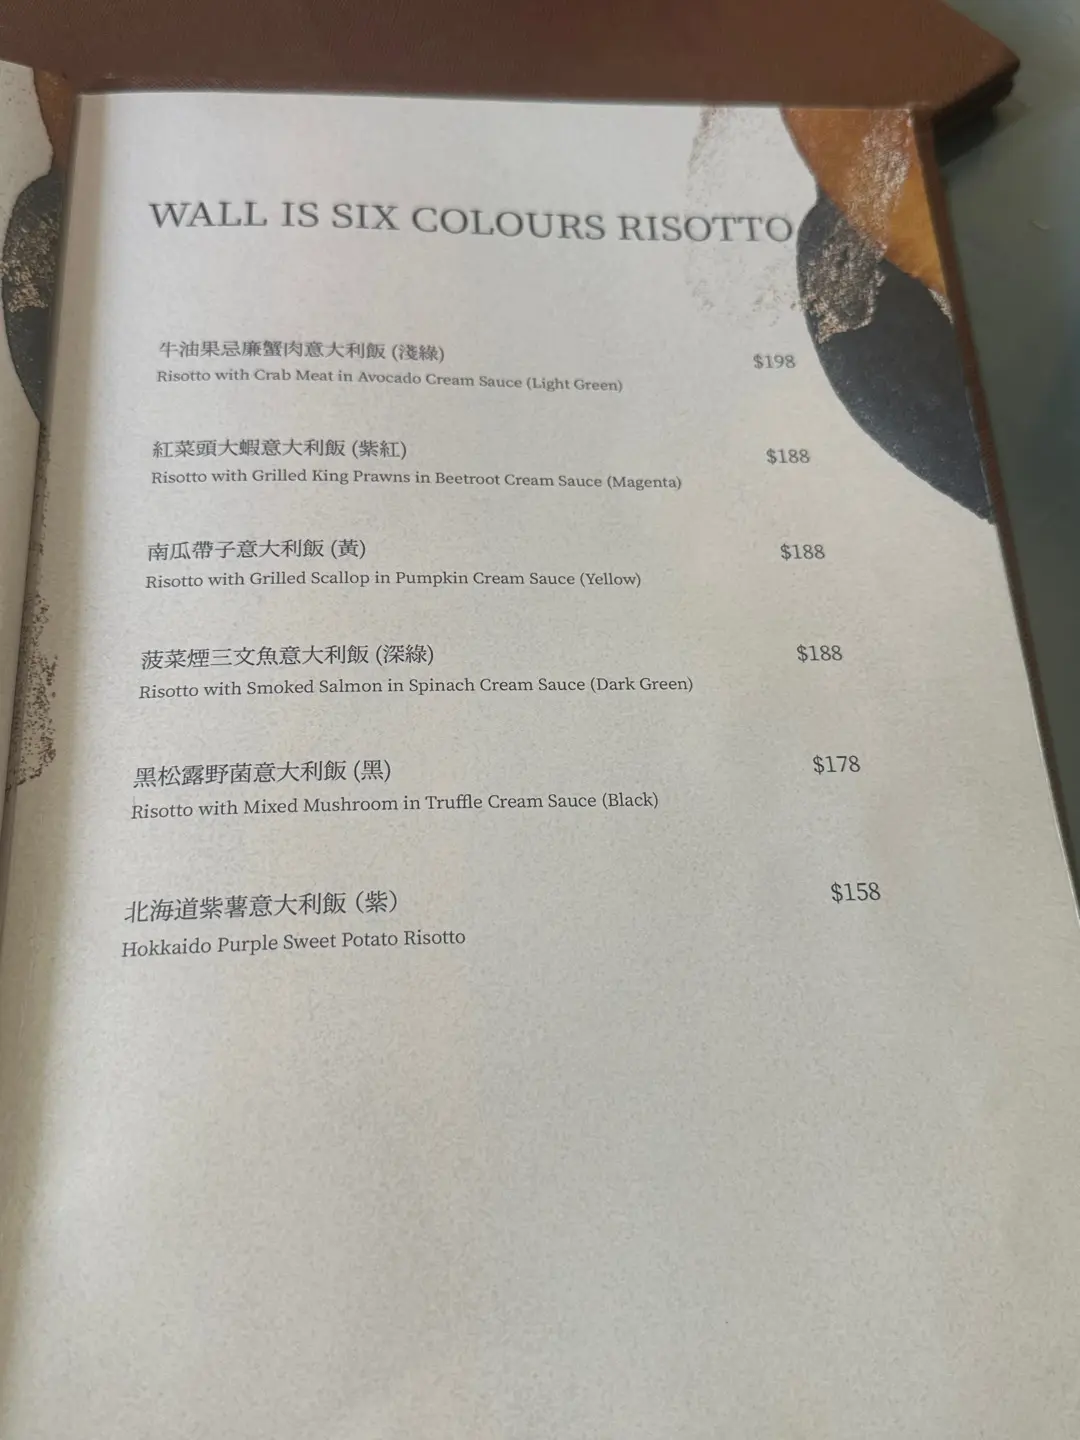 WALL IS SIX COLOURS RISOTTO
牛油果忌廉蟹肉意大利飯 (淺綠)
$198
Risotto with Crab Meat in Avocado Cream Sauce (Light Green)
紅菜頭大蝦意大利飯 (紫紅)
$188
Risotto with Grilled King Prawns in Beetroot Cream Sauce (Magenta)
南瓜帶子意大利飯 (黃)
$188
Risotto with Grilled Scallop in Pumpkin Cream Sauce (Yellow)
菠菜煙三文魚意大利飯 (深綠)
$188
Risotto with Smoked Salmon in Spinach Cream Sauce (Dark Green)
黑松露野菌意大利飯 (黑)
$178
Risotto with Mixed Mushroom in Truffle Cream Sauce (Black)
北海道紫薯意大利飯（紫）
$158
Hokkaido Purple Sweet Potato Risotto